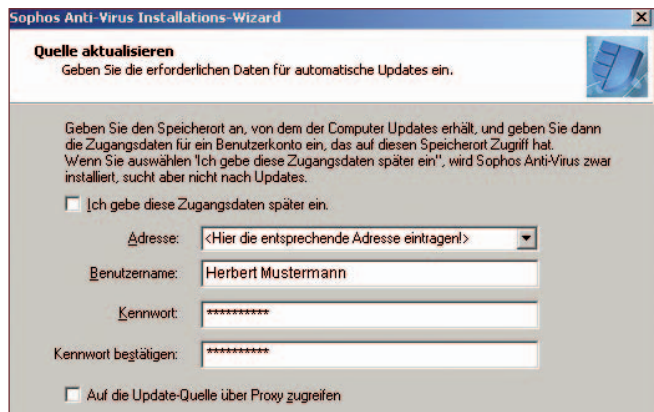 Sophos Anti-Virus Installations-Wizard
Quelle aktualisieren
Geben Sie die erforderlichen Daten für automatische Updates ein.
Geben Sie den Speicherort an, von dem der Computer Updates erhält, und geben Sie dann
die Zugangsdaten für ein Benutzerkonto ein, das auf diesen Speicherort Zugriff hat.
Wenn Sie auswählen 'Ich gebe diese Zugangsdaten später ein", wird Sophos Anti-Virus zwar
installiert, sucht aber nicht nach Updates.
Ich gebe diese Zugangsdaten später ein.
Adresse: <Hier die entsprechende Adresse eintragen!>
Benutzername: Herbert Mustermann
Kennwort: **********
Kennwort bestätigen: **********
Auf die Update-Quelle über Proxy zugreifen